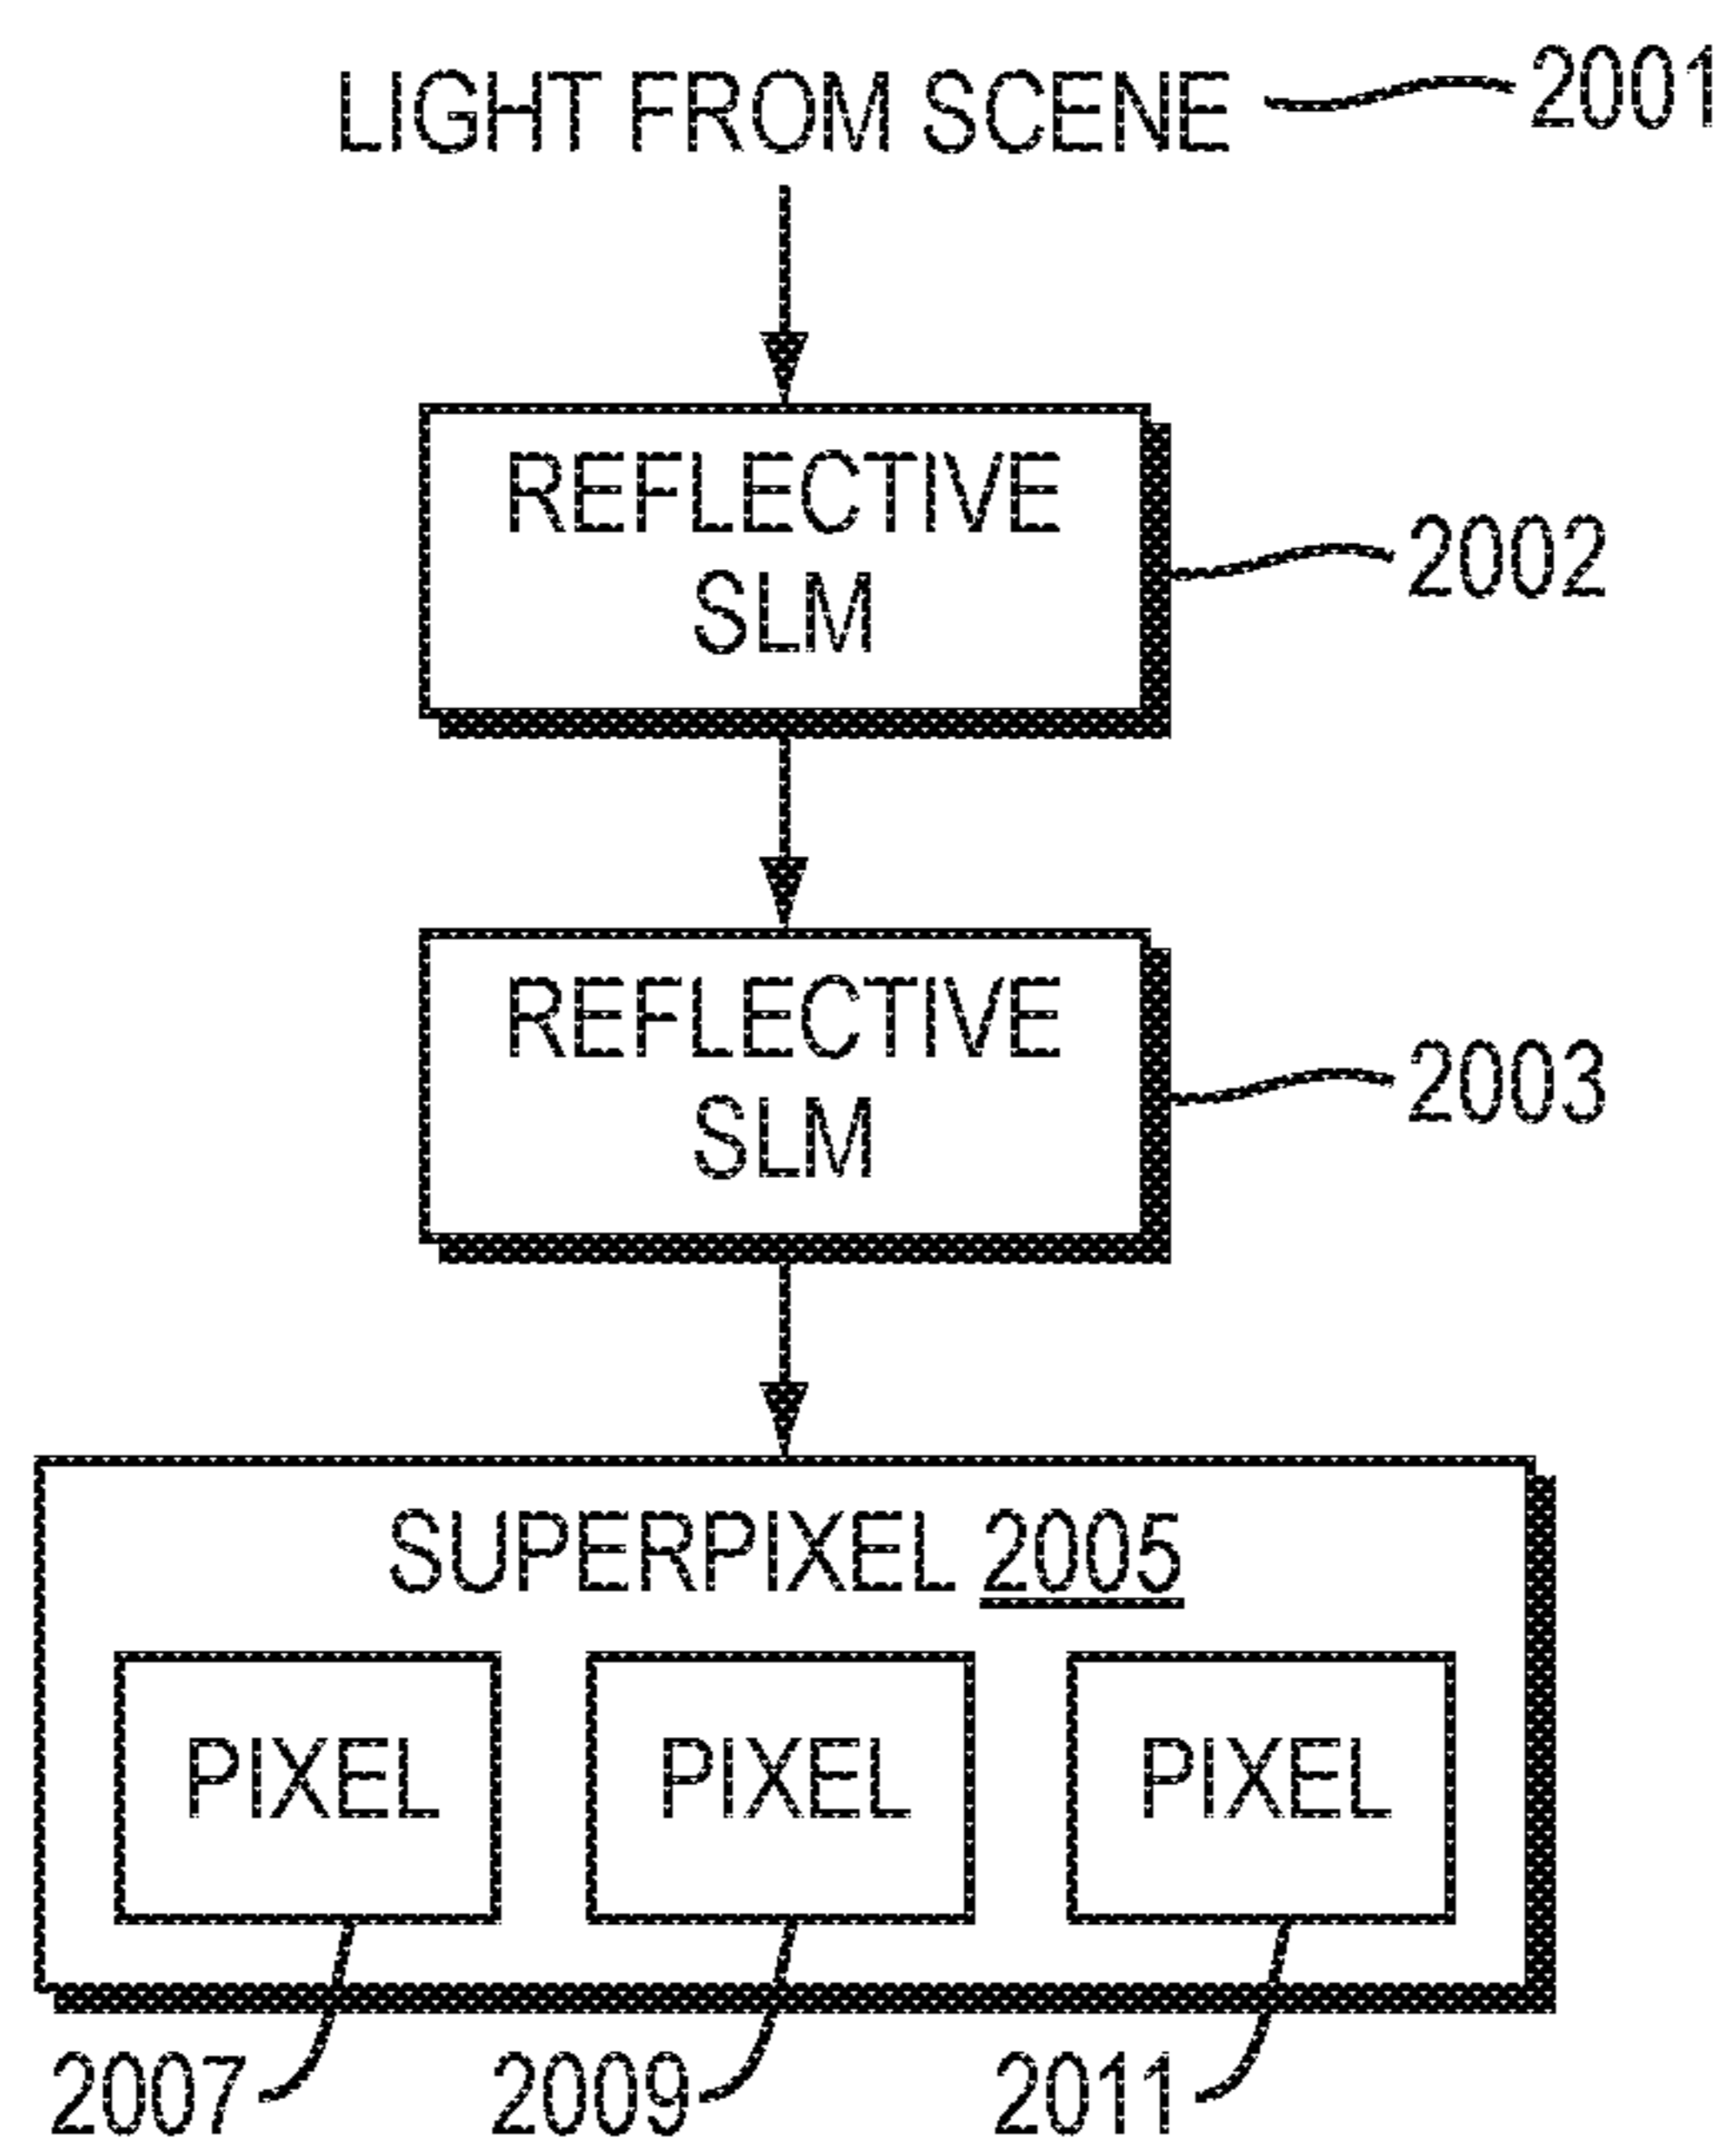 LIGHT FROM SCENE 2001
REFLECTIVE
SLM
2002
REFLECTIVE
SLM
2003
SUPERPIXEL 2005
PIXEL PIXEL PIXEL
2007 2009 2011